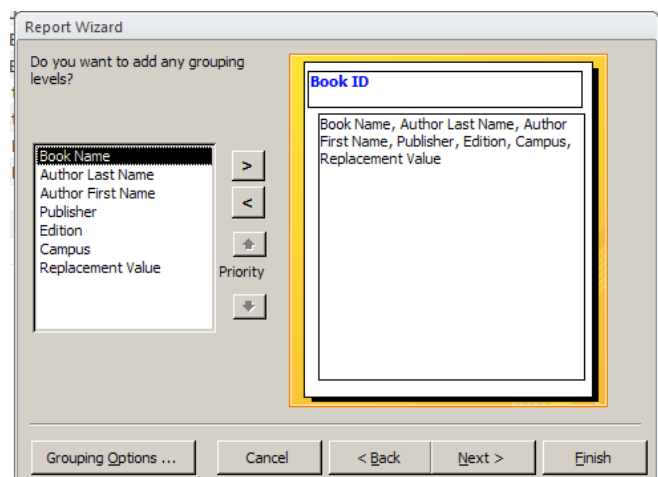 Report Wizard
Do you want to add any grouping
levels?
Book Name
Author Last Name
Author First Name
Publisher
Edition
Campus
Replacement Value
>
<
Priority
Book ID
Book Name, Author Last Name, Author
First Name, Publisher, Edition, Campus,
Replacement Value
Grouping Options ...
Cancel
< Back
Next >
Finish